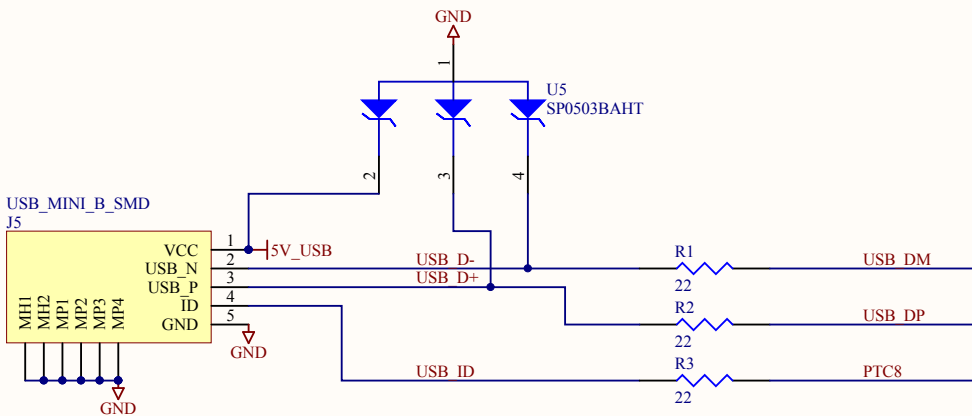 GND
1
U5
SP0503BAHT
2
3
4
USB_MINI_B_SMD
J5
VCC
1
5V_USB
USB_N
2
USB_D-
R1
22
USB_DM
USB_P
3
USB_D+
ID
4
GND
5
GND
R2
22
USB_DP
MH1
MH2
MP1
MP2
MP3
MP4
GND
USB_ID
R3
22
PTC8